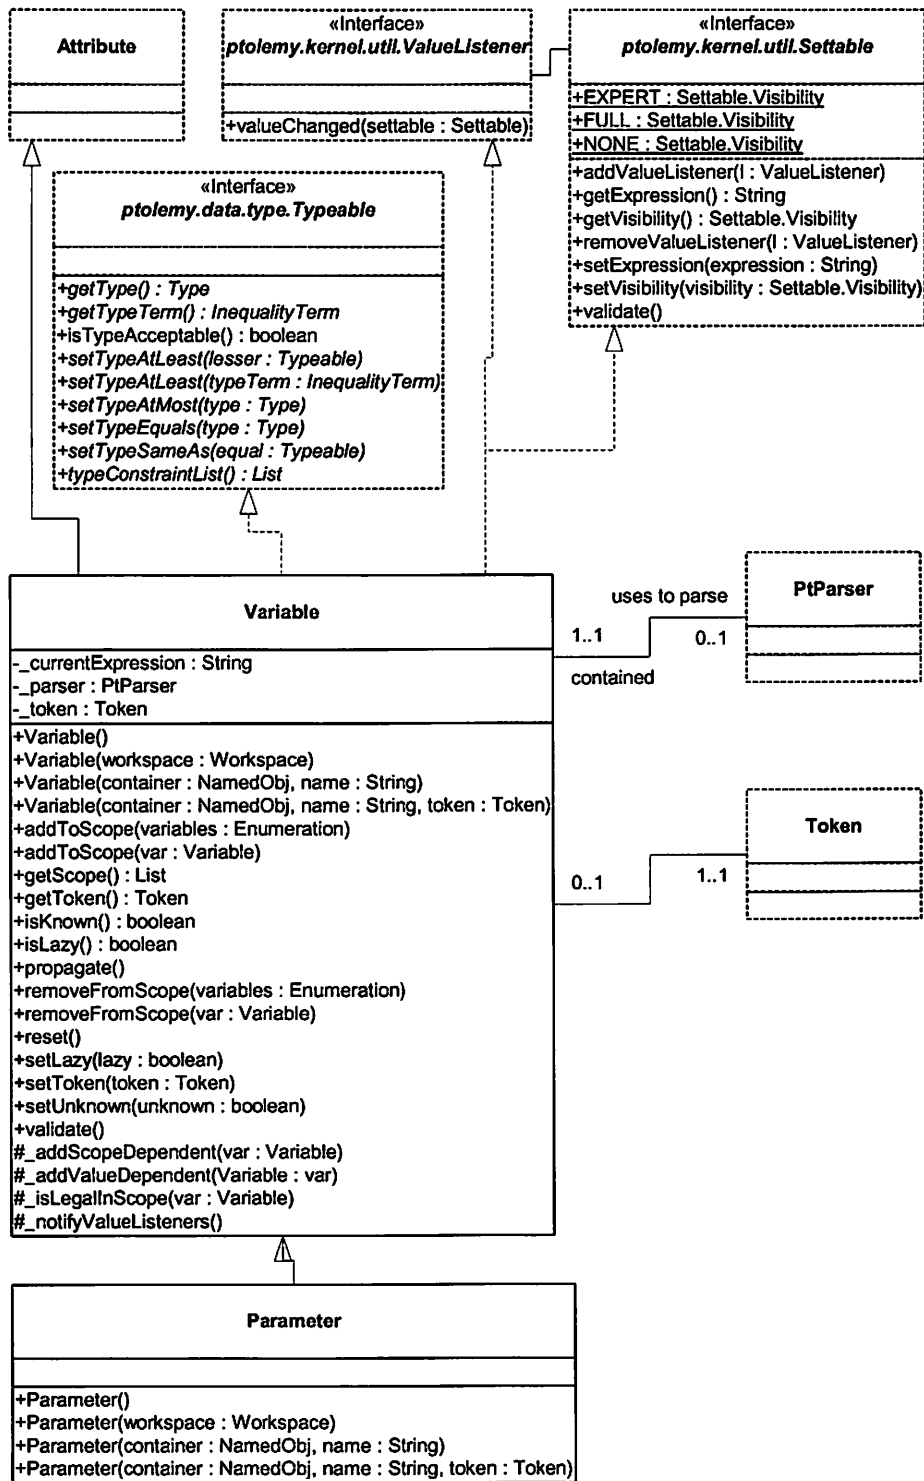 Attribute
«Interface»
ptolemy.kernel.util.ValueListener
+valueChanged(settable : Settable)
«Interface»
ptolemy.kernel.util.Settable
+EXPERT : Settable.Visibility
+FULL : Settable.Visibility
+NONE : Settable.Visibility
+addValueListener(l : ValueListener)
+getExpression() : String
+getVisibility() : Settable.Visibility
+removeValueListener(l : ValueListener)
+setExpression(expression : String)
+setVisibility(visibility : Settable.Visibility)
+validate()
«Interface»
ptolemy.data.type.Typeable
+getType() : Type
+getTypeTerm() : InequalityTerm
+isTypeAcceptable() : boolean
+setTypeAtLeast(lesser : Typeable)
+setTypeAtLeast(typeTerm : InequalityTerm)
+setTypeAtMost(type : Type)
+setTypeEquals(type : Type)
+setTypeSameAs(equal : Typeable)
+typeConstraintList() : List
Variable
-_currentExpression : String
-_parser : PtParser
-_token : Token
+Variable()
+Variable(workspace : Workspace)
+Variable(container : NamedObj, name : String)
+Variable(container : NamedObj, name : String, token : Token)
+addToScope(variables : Enumeration)
+addToScope(var : Variable)
+getScope() : List
+getToken() : Token
+isKnown() : boolean
+isLazy() : boolean
+propagate()
+removeFromScope(variables : Enumeration)
+removeFromScope(var : Variable)
+reset()
+setLazy(lazy : boolean)
+setToken(token : Token)
+setUnknown(unknown : boolean)
+validate()
#_addScopeDependent(var : Variable)
#_addValueDependent(Variable : var)
#_isLegalInScope(var : Variable)
#_notifyValueListeners()
uses to parse
1..1
0..1
contained
PtParser
0..1
1..1
Token
Parameter
+Parameter()
+Parameter(workspace : Workspace)
+Parameter(container : NamedObj, name : String)
+Parameter(container : NamedObj, name : String, token : Token)